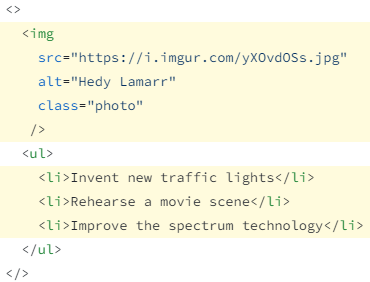 <>
  <img
    src="https://i.imgur.com/yXOvdOSs.jpg"
    alt="Hedy Lamarr"
    class="photo"
   />
  <ul>
    <li>Invent new traffic lights</li>
    <li>Rehearse a movie scene</li>
    <li>Improve the spectrum technology</li>
  </ul>
</>